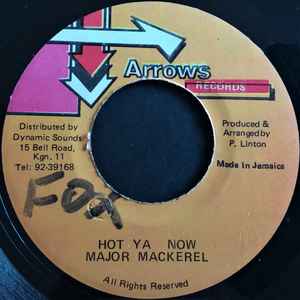 Arrows
RECORDS
Distributed by
Dynamic Sounds
15 Bell Road,
Kgn. 11
Tel: 92-39168
Produced &
Arranged by
P. Linton
Made In Jamaica
Fox
HOT YA NOW
MAJOR MACKEREL
All Rights Reserved